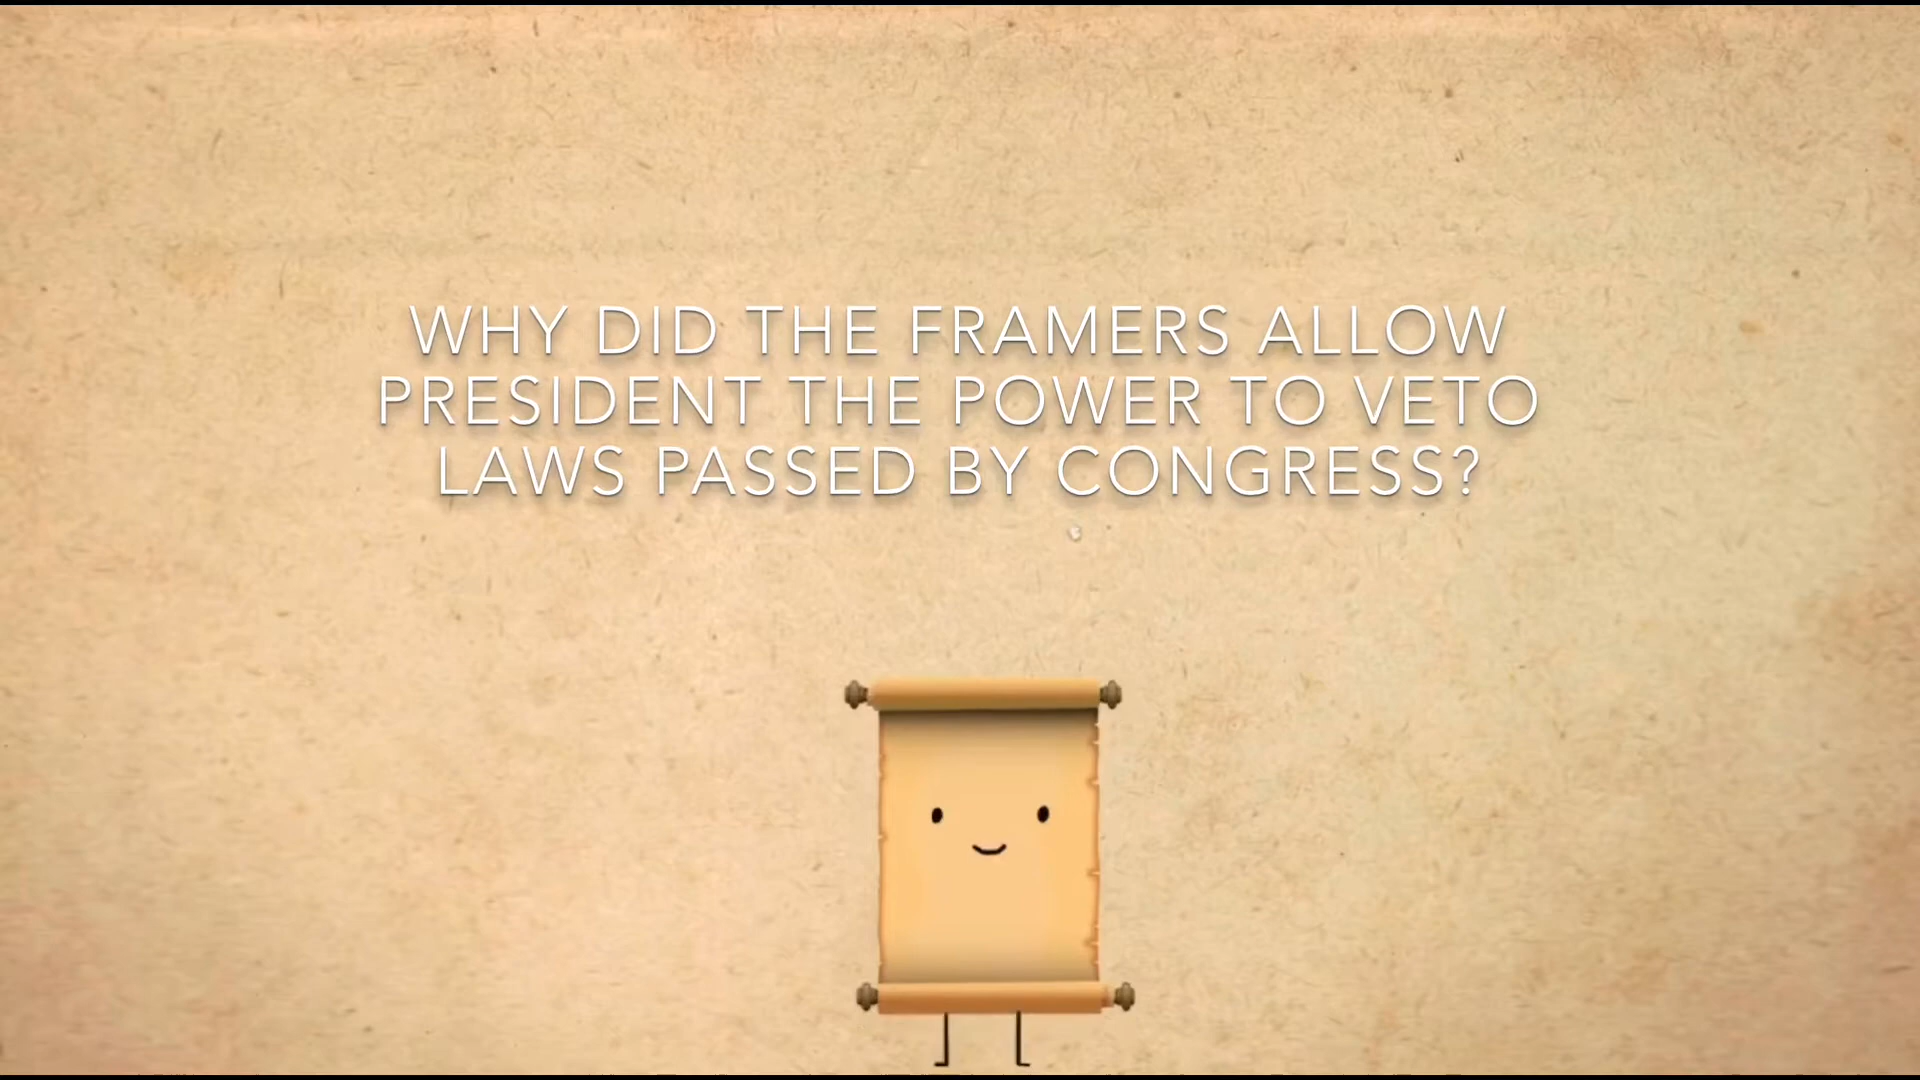 WHY DID THE FRAMERS ALLOW
PRESIDENT THE POWER TO VETO
LAWS PASSED BY CONGRESS?